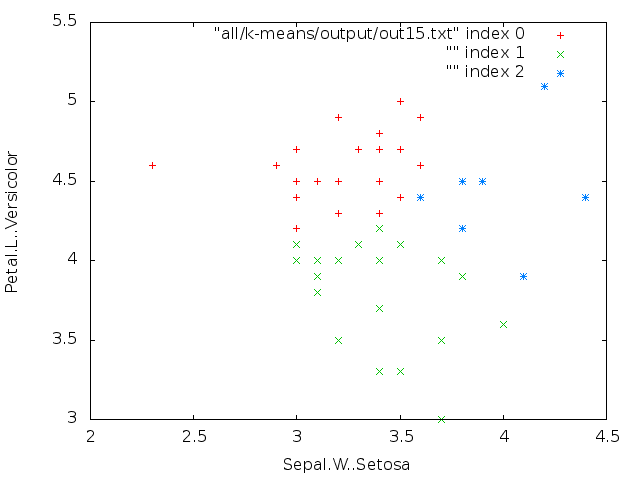 "all/k-means/output/out15.txt" index 0
"" index 1
"" index 2
5.5
5
4.5
4
3.5
3
2
2.5
3
3.5
4
4.5
Petal.L..Versicolor
Sepal.W..Setosa